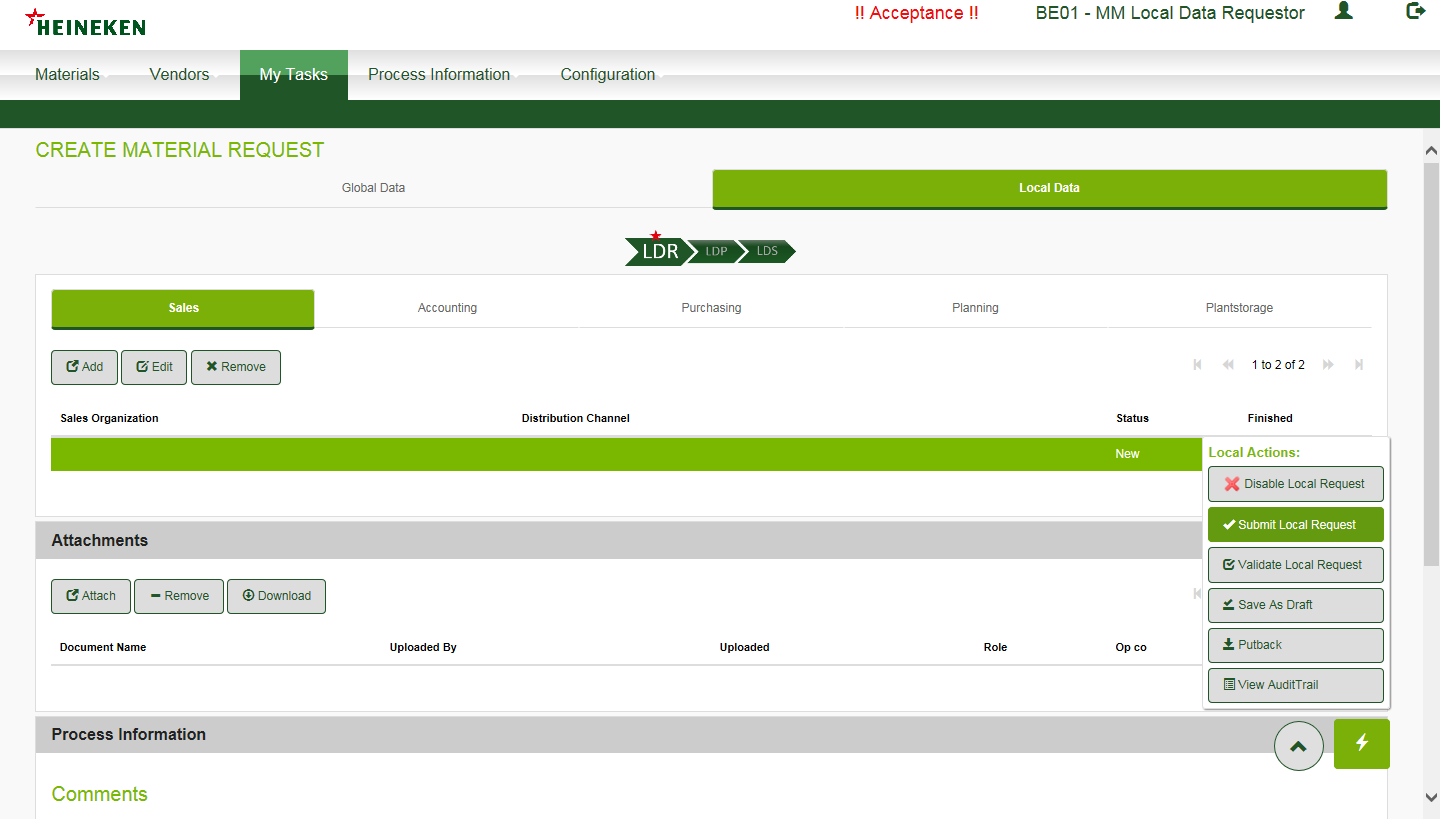 HEINEKEN
!! Acceptance !!
BE01 - MM Local Data Requestor
Materials
Vendors
My Tasks
Process Information
Configuration
CREATE MATERIAL REQUEST
Global Data
Local Data
LDR
LDP
LDS
Sales
Accounting
Purchasing
Planning
Plantstorage
Add
Edit
Remove
1 to 2 of 2
Sales Organization
Distribution Channel
Status
Finished
New
Local Actions:
Disable Local Request
Submit Local Request
Validate Local Request
Save As Draft
Putback
View AuditTrail
Attachments
Attach
Remove
Download
Document Name
Uploaded By
Uploaded
Role
Op co
Process Information
Comments